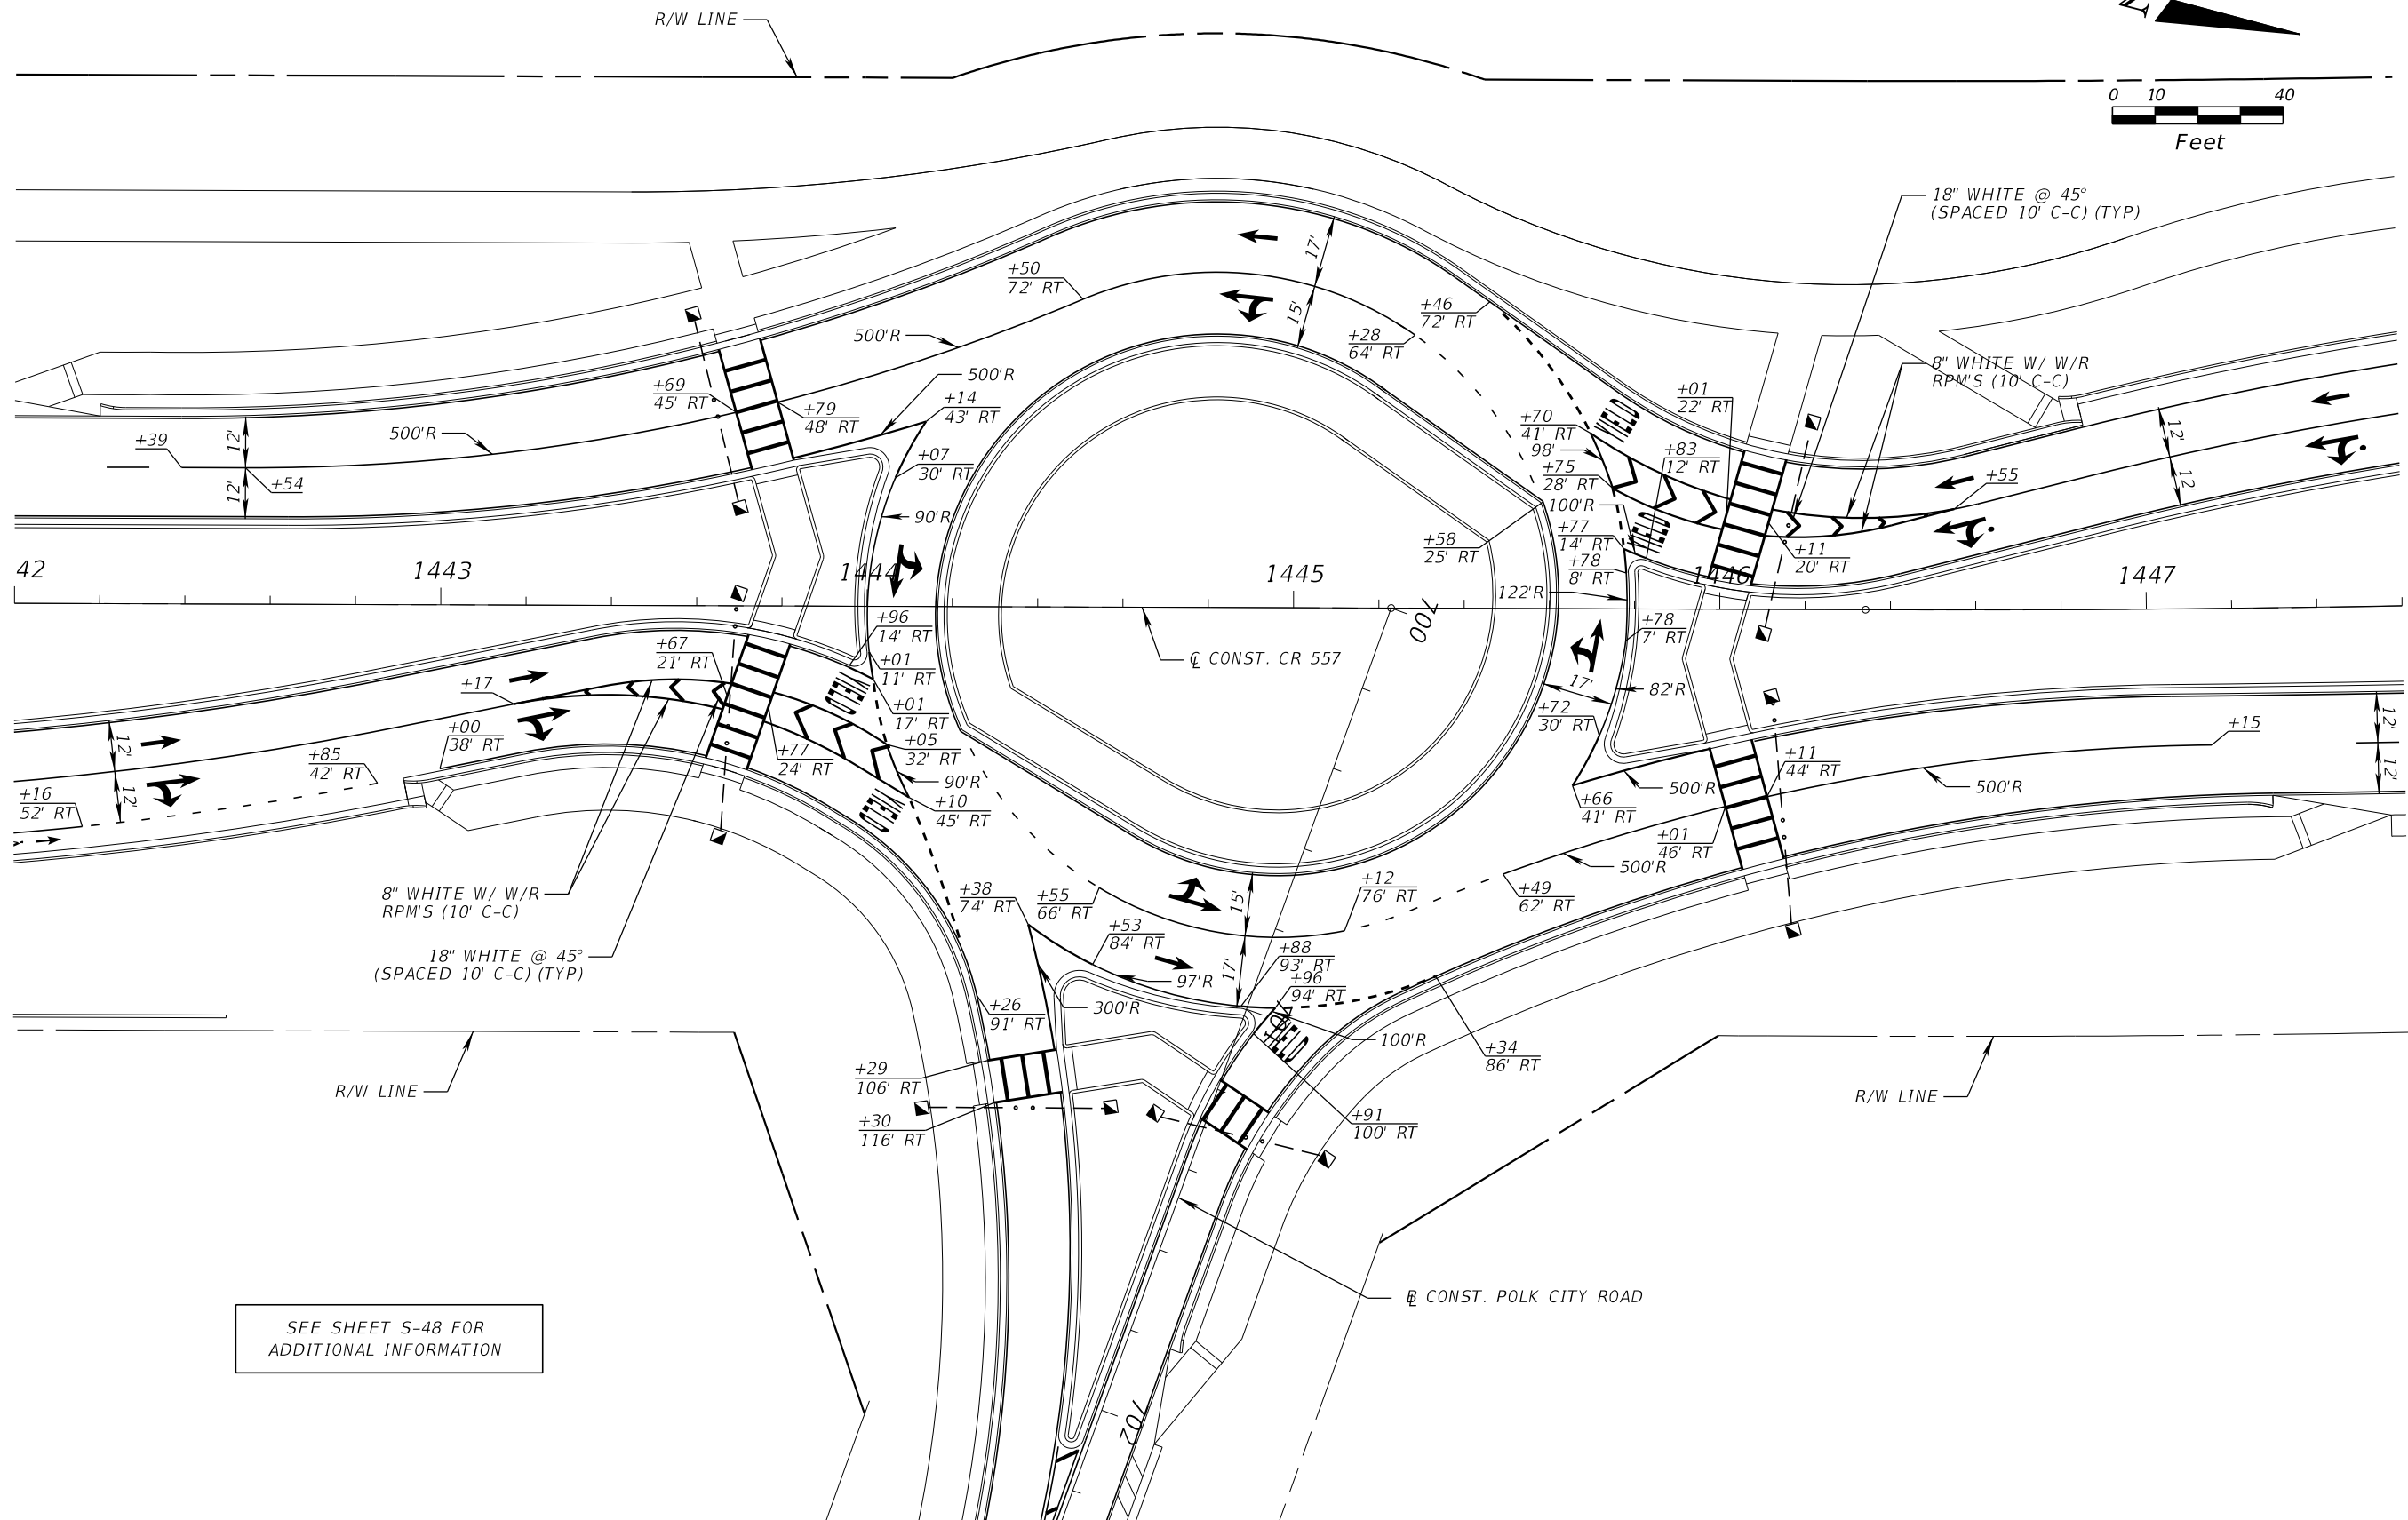 R/W LINE
0 10 40
Feet
18" WHITE @ 45°
(SPACED 10' C-C) (TYP)
17'
+50
72' RT
15'
+46
72' RT
500'R
+28
64' RT
8" WHITE W/ W/R
RPM'S (10' C-C)
+69
45' RT
500'R
+14
43' RT
+01
22' RT
+79
48' RT
+70
41' RT
98'
12'
+39
500'R
12'
+07
30' RT
+83
12' RT
+75
28' RT
+55
12'
+54
12'
100'R
90'R
+77
14' RT
+58
25' RT
+11
20' RT
+78
8' RT
42
1443
1444
1445
1446
1447
122'R
700
+96
14' RT
+78
7' RT
+67
21' RT
+01
11' RT
℄ CONST. CR 557
+17
17'
82'R
+01
17' RT
+72
30' RT
+00
38' RT
+05
32' RT
+15
12'
12'
+85
42' RT
+77
24' RT
90'R
+11
44' RT
12'
12'
+16
52' RT
+10
45' RT
500'R
500'R
+66
41' RT
+01
46' RT
500'R
8" WHITE W/ W/R
RPM'S (10' C-C)
+38
74' RT
+55
66' RT
15'
+12
76' RT
+49
62' RT
+53
84' RT
18" WHITE @ 45°
(SPACED 10' C-C) (TYP)
17'
+88
93' RT
97'R
+96
94' RT
+26
91' RT
300'R
100'R
+34
86' RT
+29
106' RT
R/W LINE
R/W LINE
+30
116' RT
+91
100' RT
CONST. POLK CITY ROAD
SEE SHEET S-48 FOR
ADDITIONAL INFORMATION
702